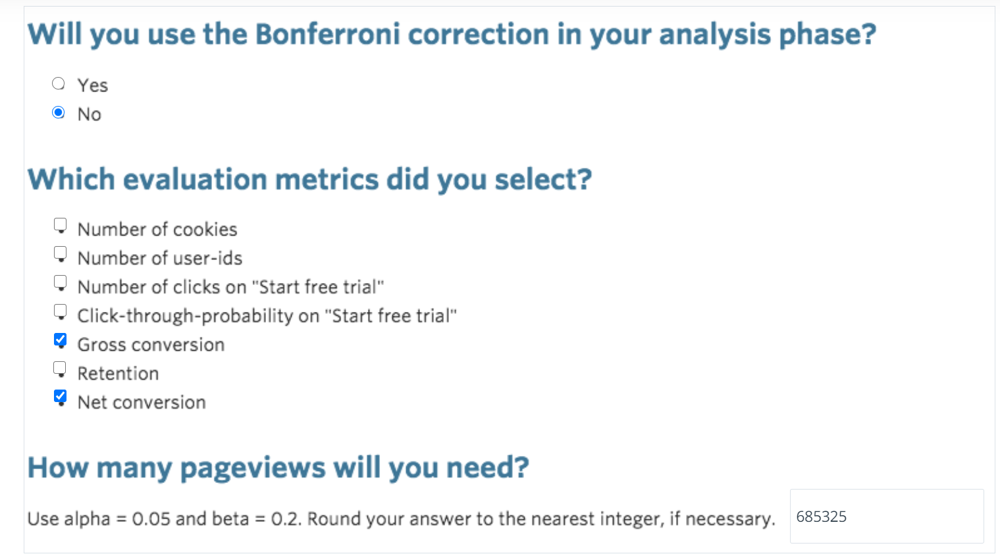 Will you use the Bonferroni correction in your analysis phase?
Yes
No
Which evaluation metrics did you select?
Number of cookies
Number of user-ids
Number of clicks on "Start free trial"
Click-through-probability on "Start free trial"
Gross conversion
Retention
Net conversion
How many pageviews will you need?
Use alpha = 0.05 and beta = 0.2. Round your answer to the nearest integer, if necessary. 685325